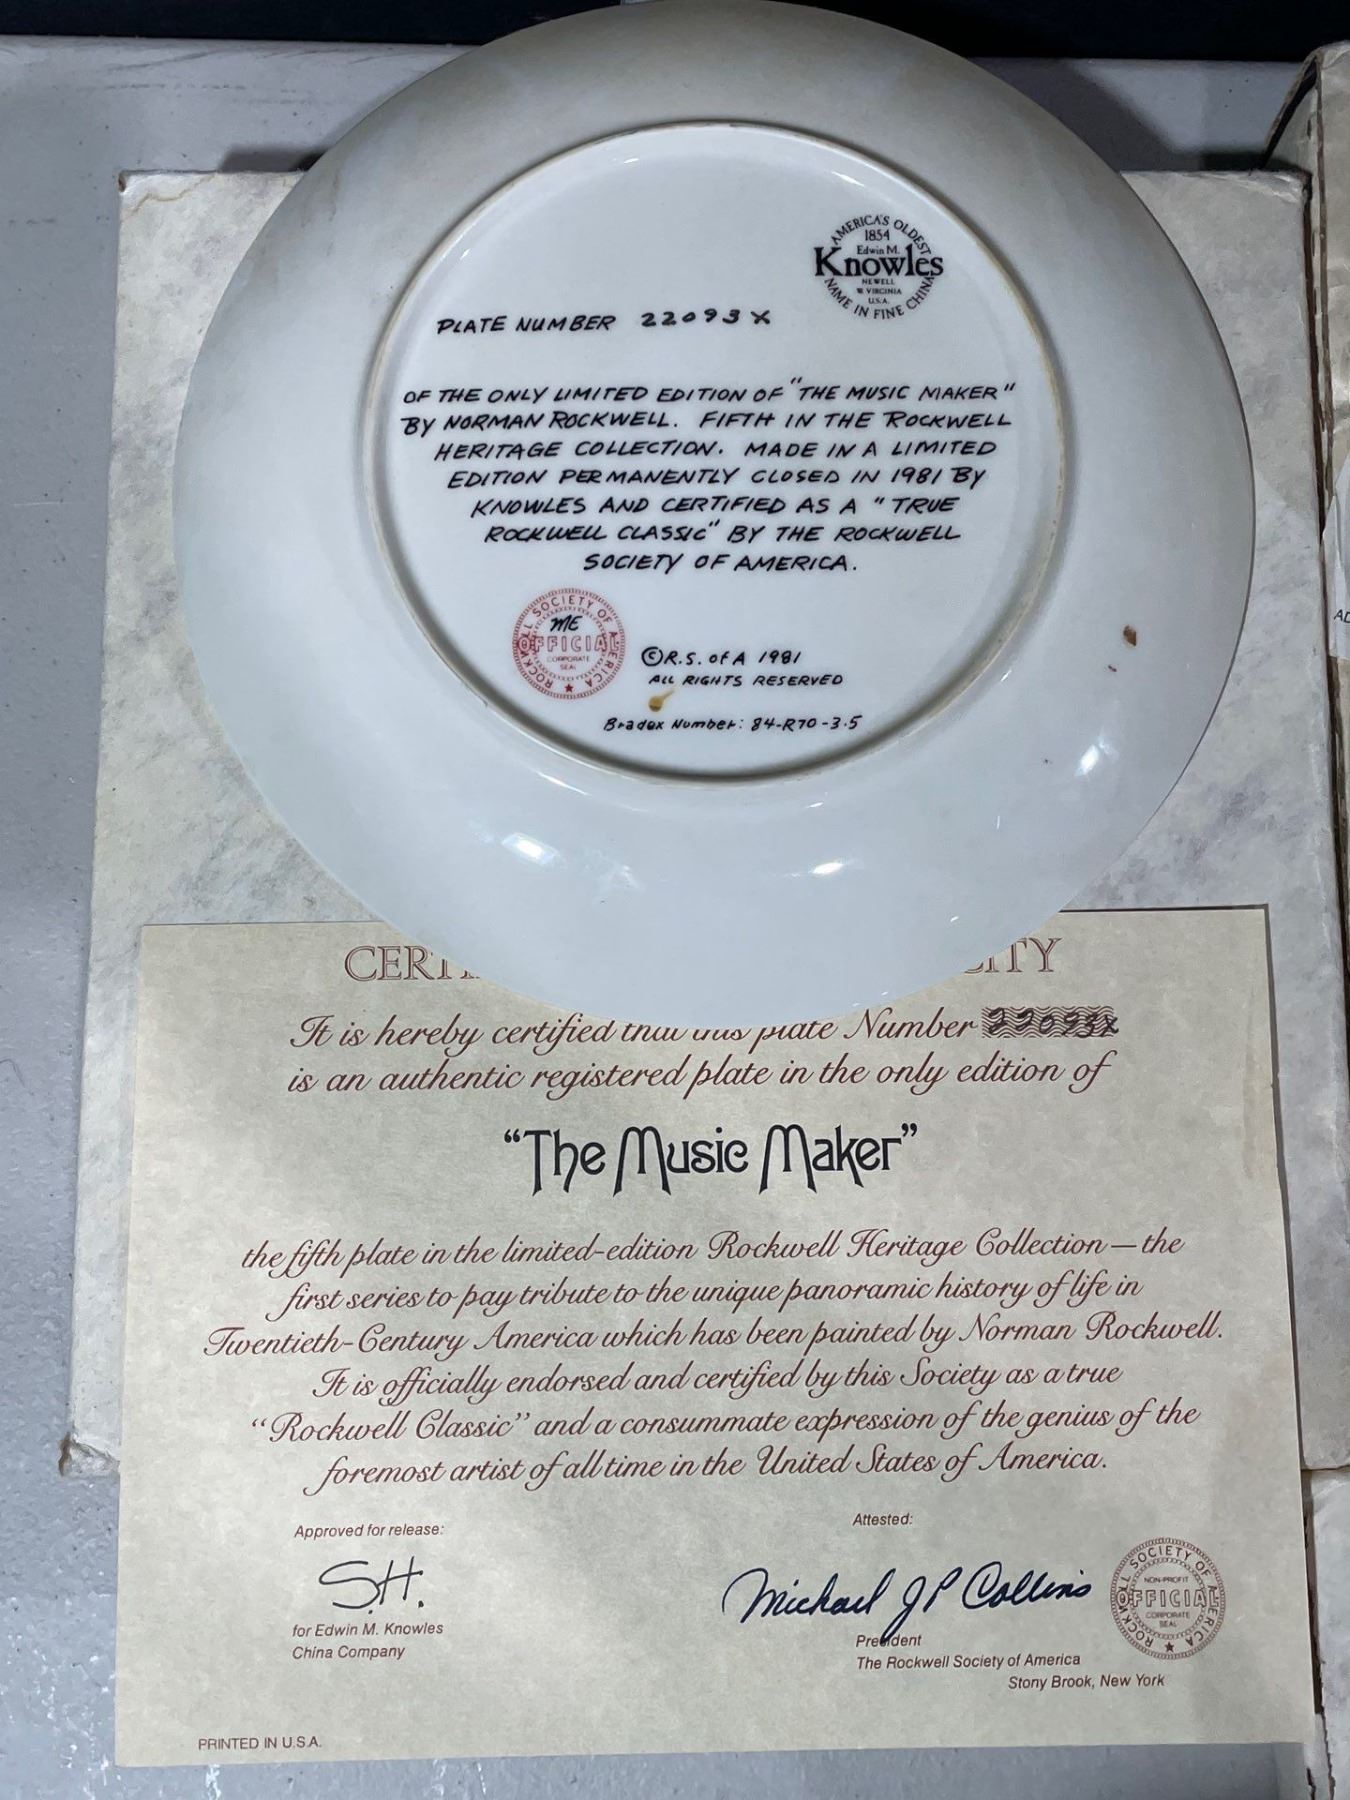 AMERICA'S OLDEST
1854
Edwin M.
Knowles
NEWELL
W VIRGINIA
U.S.A.
NAME IN FINE CHINA
PLATE NUMBER 22093X
OF THE ONLY LIMITED EDITION OF "THE MUSIC MAKER"
BY NORMAN ROCKWELL. FIFTH IN THE ROCKWELL
HERITAGE COLLECTION. MADE IN A LIMITED
EDITION PERMANENTLY CLOSED IN 1981 BY
KNOWLES AND CERTIFIED AS A "TRUE
ROCKWELL CLASSIC" BY THE ROCKWELL
SOCIETY OF AMERICA.
ROCKWELL SOCIETY OF AMERICA
ME
OFFICIAL
CORPORATE
SEAL
©R.S. of A 1981
ALL RIGHTS RESERVED
Bradex Number: 84-R70-3.5
CERTI CITY
It is hereby certified that this plate Number 22093X
is an authentic registered plate in the only edition of
"The Music Maker"
the fifth plate in the limited-edition Rockwell Heritage Collection—the
first series to pay tribute to the unique panoramic history of life in
Twentieth-Century America which has been painted by Norman Rockwell.
It is officially endorsed and certified by this Society as a true
"Rockwell Classic" and a consummate expression of the genius of the
foremost artist of all time in the United States of America.
Approved for release:
S.H.
for Edwin M. Knowles
China Company
Attested:
Michael JP Collins
President
The Rockwell Society of America
Stony Brook, New York
ROCKWELL SOCIETY OF AMERICA
NON-PROFIT
OFFICIAL
CORPORATE
SEAL
PRINTED IN U.S.A.